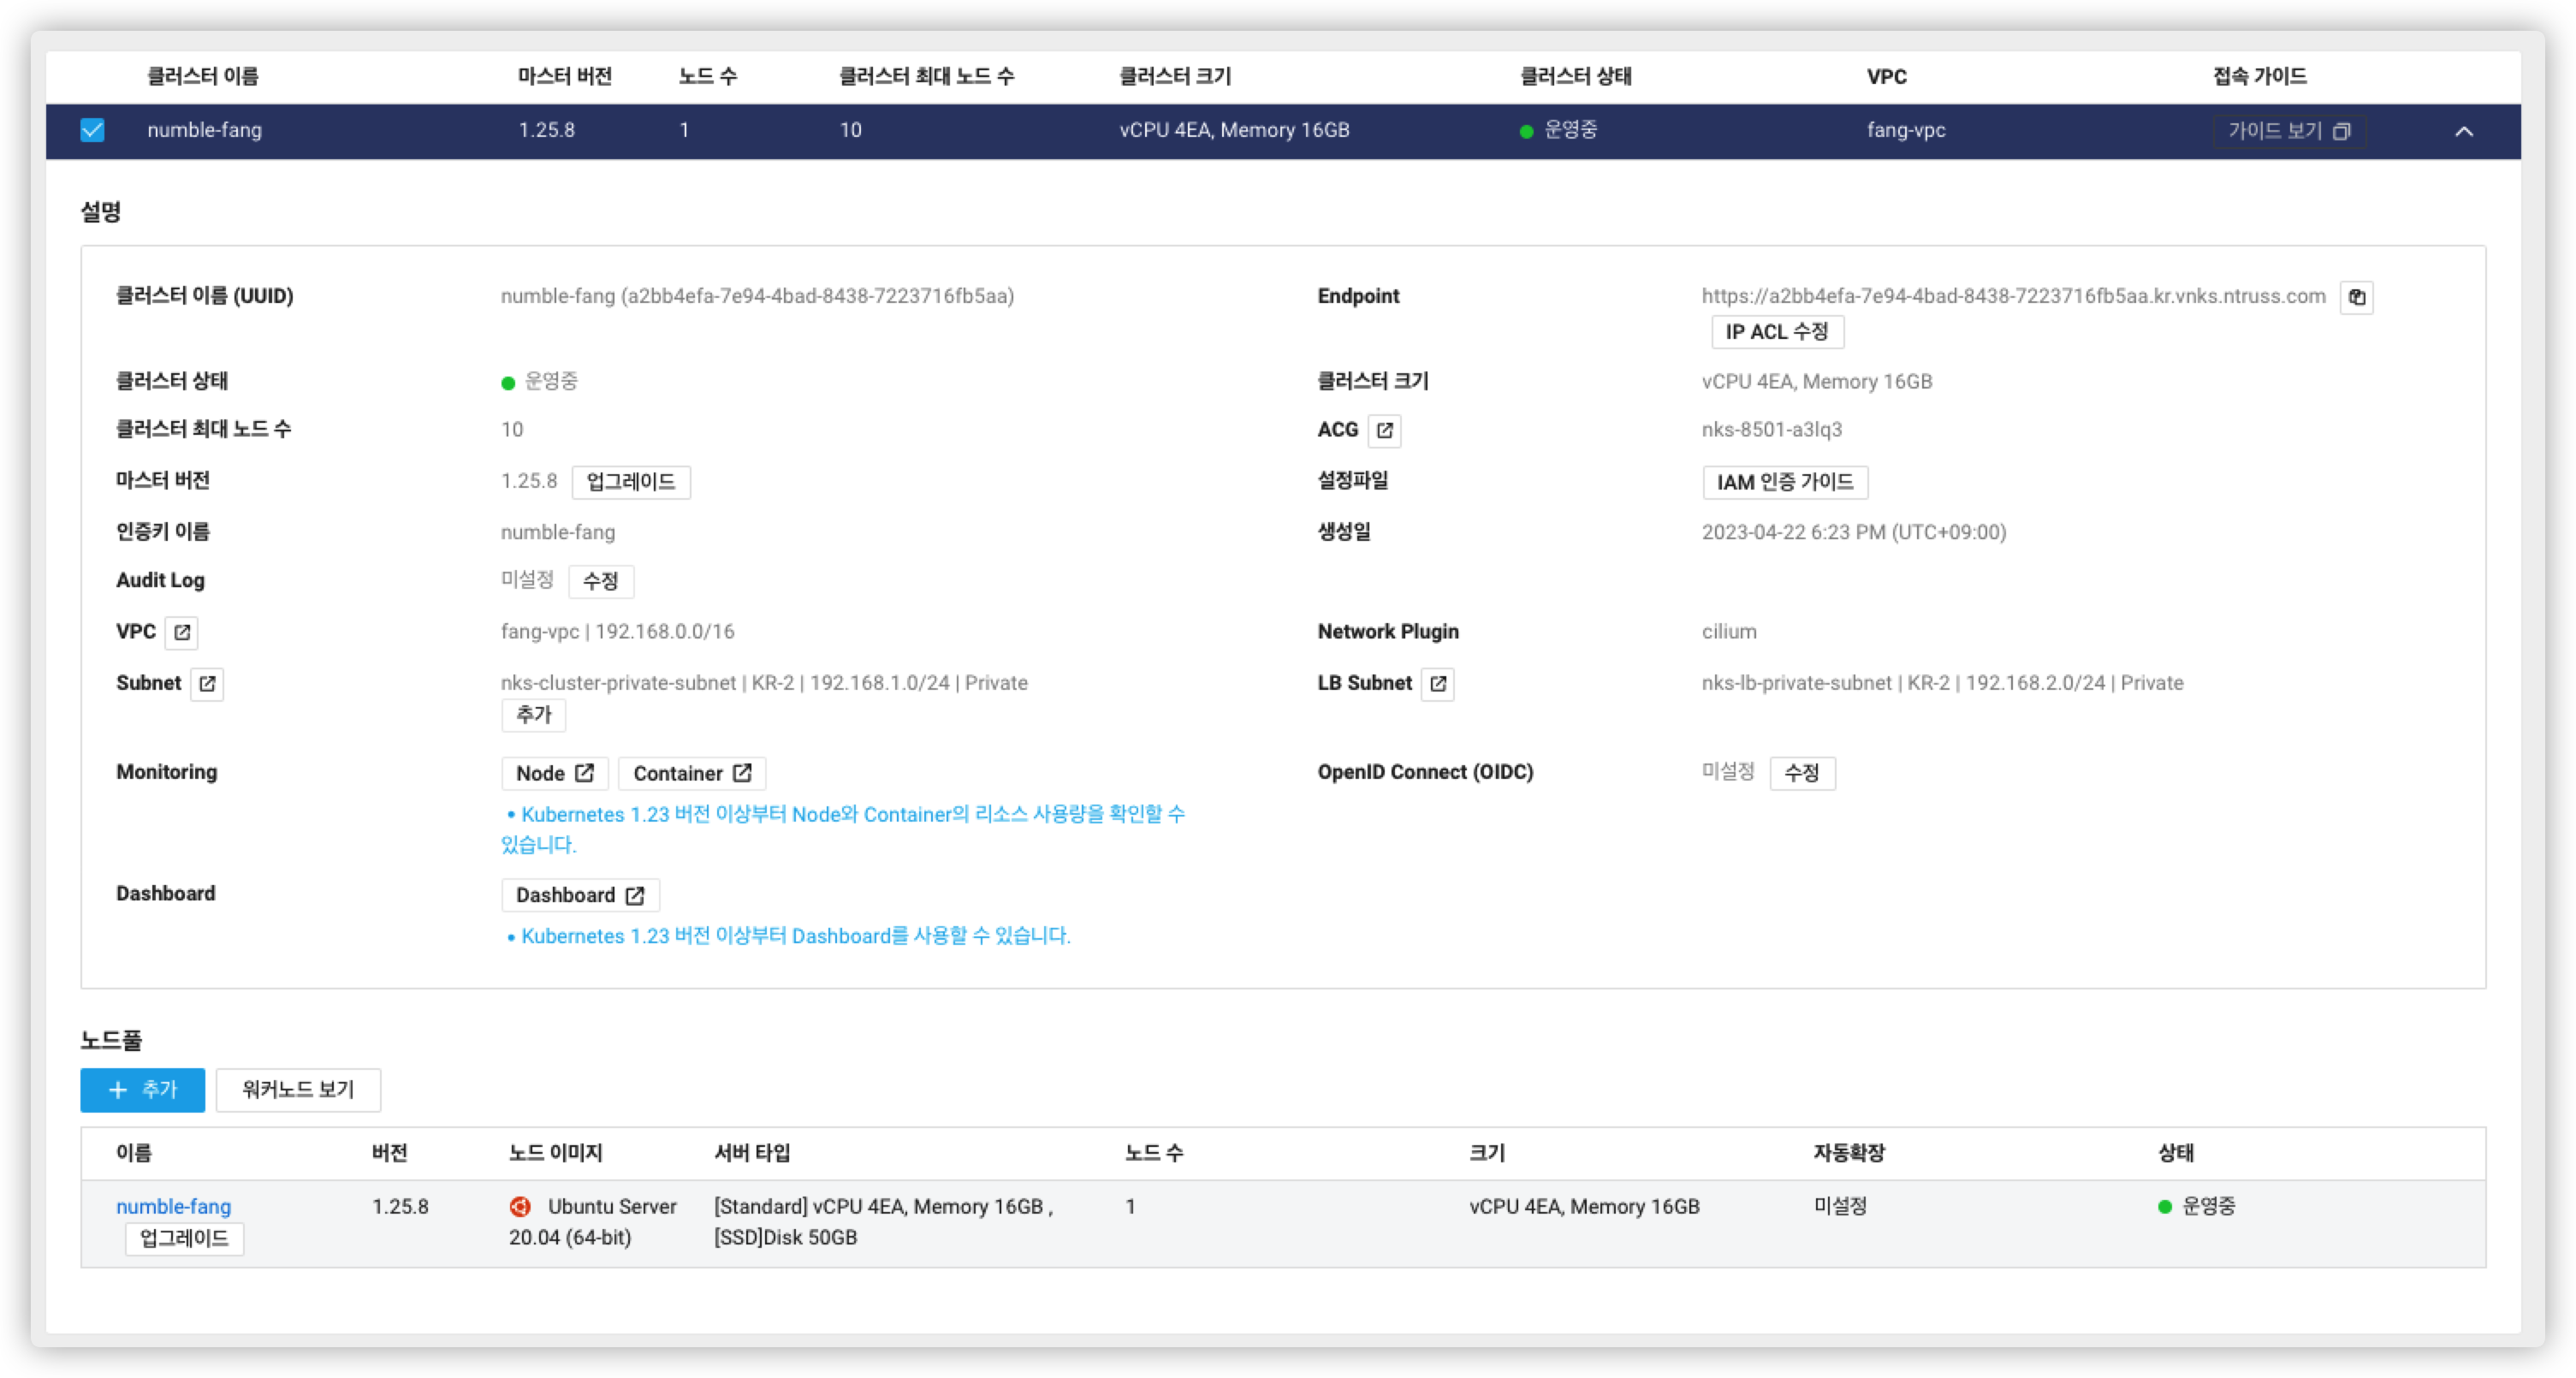 클러스터 이름 마스터 버전 노드 수 클러스터 최대 노드 수 클러스터 크기 클러스터 상태 VPC 접속 가이드
numble-fang 1.25.8 1 10 vCPU 4EA, Memory 16GB 운영중 fang-vpc 가이드 보기
설명
클러스터 이름 (UUID) numble-fang (a2bb4efa-7e94-4bad-8438-7223716fb5aa) Endpoint https://a2bb4efa-7e94-4bad-8438-7223716fb5aa.kr.vnks.ntruss.com
IP ACL 수정
클러스터 상태 운영중 클러스터 크기 vCPU 4EA, Memory 16GB
클러스터 최대 노드 수 10 ACG nks-8501-a3lq3
마스터 버전 1.25.8 업그레이드 설정파일 IAM 인증 가이드
인증키 이름 numble-fang 생성일 2023-04-22 6:23 PM (UTC+09:00)
Audit Log 미설정 수정
VPC fang-vpc | 192.168.0.0/16 Network Plugin cilium
Subnet nks-cluster-private-subnet | KR-2 | 192.168.1.0/24 | Private LB Subnet nks-lb-private-subnet | KR-2 | 192.168.2.0/24 | Private
추가
Monitoring Node Container OpenID Connect (OIDC) 미설정 수정
• Kubernetes 1.23 버전 이상부터 Node와 Container의 리소스 사용량을 확인할 수
있습니다.
Dashboard Dashboard
• Kubernetes 1.23 버전 이상부터 Dashboard를 사용할 수 있습니다.
노드풀
+ 추가 워커노드 보기
이름 버전 노드 이미지 서버 타입 노드 수 크기 자동확장 상태
numble-fang 1.25.8 Ubuntu Server [Standard] vCPU 4EA, Memory 16GB , 1 vCPU 4EA, Memory 16GB 미설정 운영중
업그레이드 20.04 (64-bit) [SSD]Disk 50GB